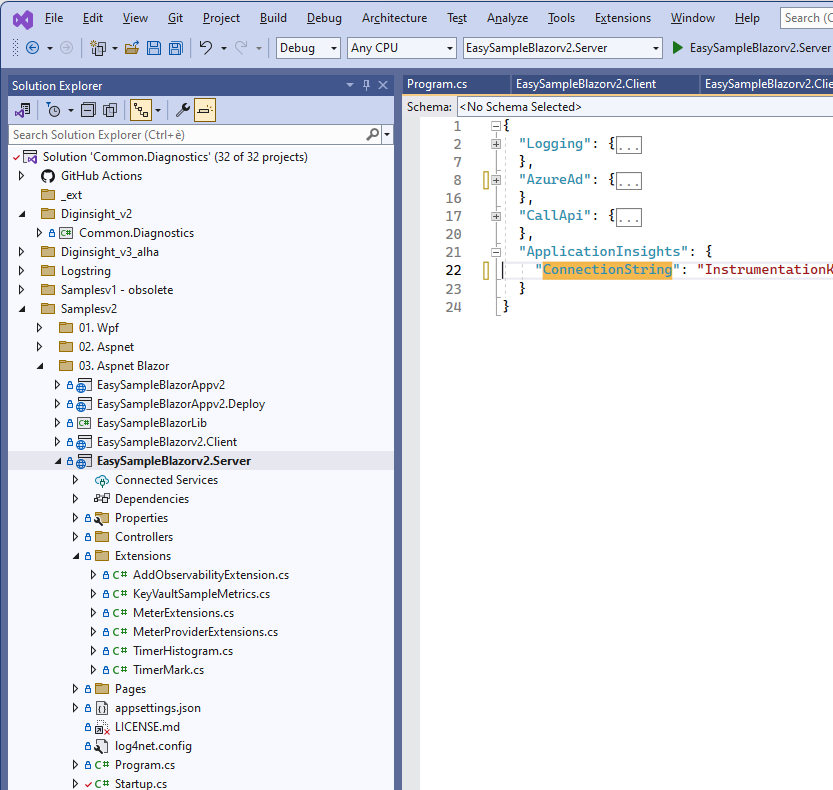 File Edit View Git Project Build Debug Architecture Test Analyze Tools Extensions Window Help Search (C
Debug Any CPU EasySampleBlazorv2.Server EasySampleBlazorv2.Server
Solution Explorer
Search Solution Explorer (Ctrl+è)
Solution 'Common.Diagnostics' (32 of 32 projects)
GitHub Actions
_ext
Diginsight_v2
Common.Diagnostics
Diginsight_v3_alha
Logstring
Samplesv1 - obsolete
Samplesv2
01. Wpf
02. Aspnet
03. Aspnet Blazor
EasySampleBlazorAppv2
EasySampleBlazorAppv2.Deploy
EasySampleBlazorLib
EasySampleBlazorv2.Client
EasySampleBlazorv2.Server
Connected Services
Dependencies
Properties
Controllers
Extensions
C# AddObservabilityExtension.cs
C# KeyVaultSampleMetrics.cs
C# MeterExtensions.cs
C# MeterProviderExtensions.cs
C# TimerHistogram.cs
C# TimerMark.cs
Pages
appsettings.json
LICENSE.md
log4net.config
C# Program.cs
C# Startup.cs
Program.cs EasySampleBlazorv2.Client EasySampleBlazorv2.Clie
Schema: <No Schema Selected>
1 {
2 "Logging": {...
7 },
8 "AzureAd": {...
16 },
17 "CallApi": {...
20 },
21 "ApplicationInsights": {
22 "ConnectionString": "InstrumentationK
23 }
24 }